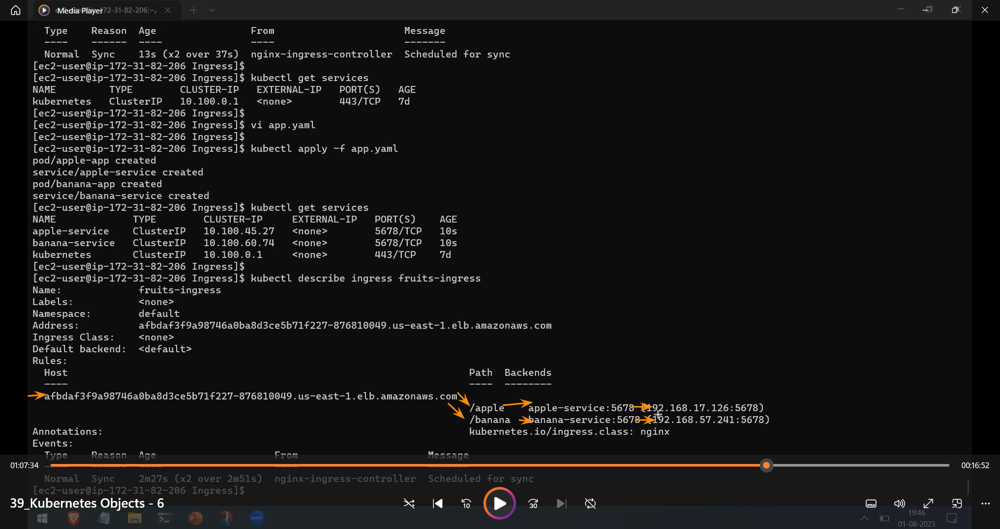 Media Player 72-31-82-206:~/
Type Reason Age From Message
---- ------ ---- ---- -------
Normal Sync 13s (x2 over 37s) nginx-ingress-controller Scheduled for sync
[ec2-user@ip-172-31-82-206 Ingress]$
[ec2-user@ip-172-31-82-206 Ingress]$ kubectl get services
NAME TYPE CLUSTER-IP EXTERNAL-IP PORT(S) AGE
kubernetes ClusterIP 10.100.0.1 <none> 443/TCP 7d
[ec2-user@ip-172-31-82-206 Ingress]$
[ec2-user@ip-172-31-82-206 Ingress]$ vi app.yaml
[ec2-user@ip-172-31-82-206 Ingress]$
[ec2-user@ip-172-31-82-206 Ingress]$ kubectl apply -f app.yaml
pod/apple-app created
service/apple-service created
pod/banana-app created
service/banana-service created
[ec2-user@ip-172-31-82-206 Ingress]$ kubectl get services
NAME TYPE CLUSTER-IP EXTERNAL-IP PORT(S) AGE
apple-service ClusterIP 10.100.45.27 <none> 5678/TCP 10s
banana-service ClusterIP 10.100.60.74 <none> 5678/TCP 10s
kubernetes ClusterIP 10.100.0.1 <none> 443/TCP 7d
[ec2-user@ip-172-31-82-206 Ingress]$
[ec2-user@ip-172-31-82-206 Ingress]$ kubectl describe ingress fruits-ingress
Name: fruits-ingress
Labels: <none>
Namespace: default
Address: afbdaf3f9a98746a0ba8d3ce5b71f227-876810049.us-east-1.elb.amazonaws.com
Ingress Class: <none>
Default backend: <default>
Rules:
Host Path Backends
---- ---- --------
afbdaf3f9a98746a0ba8d3ce5b71f227-876810049.us-east-1.elb.amazonaws.com
/apple apple-service:5678 (192.168.17.126:5678)
/banana banana-service:5678 (192.168.57.241:5678)
Annotations: kubernetes.io/ingress.class: nginx
Events:
Type Reason Age From Message
01:07:34 00:16:52
Normal Sync 2m27s (x2 over 2m51s) nginx-ingress-controller Scheduled for sync
[ec2-user@ip-172-31-82-206 Ingress]$
39_Kubernetes Objects - 6
10 30
zoom
19:46
01-08-2023